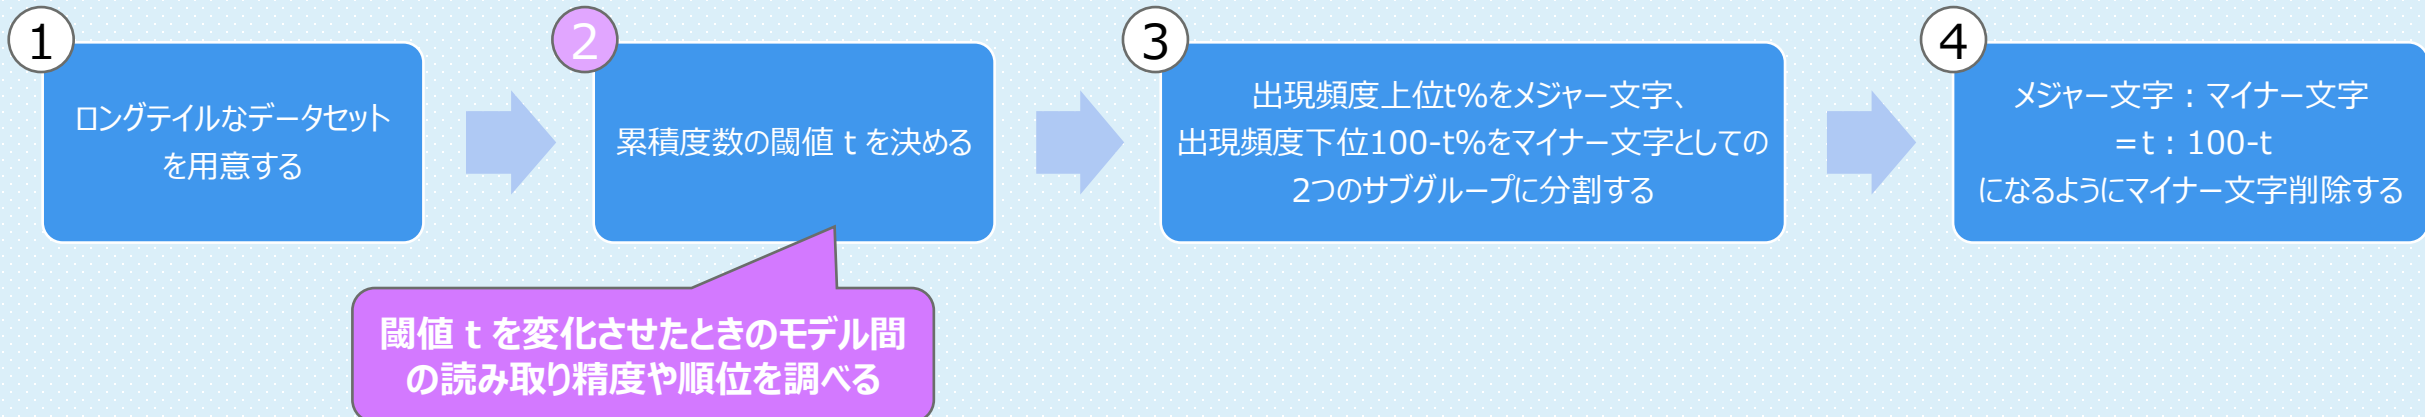 1
ロングテイルなデータセット
を用意する
2
累積度数の閾値 t を決める
3
出現頻度上位t%をメジャー文字、
出現頻度下位100-t%をマイナー文字としての
2つのサブグループに分割する
4
メジャー文字：マイナー文字
=t：100-t
になるようにマイナー文字削除する
閾値 t を変化させたときのモデル間
の読み取り精度や順位を調べる